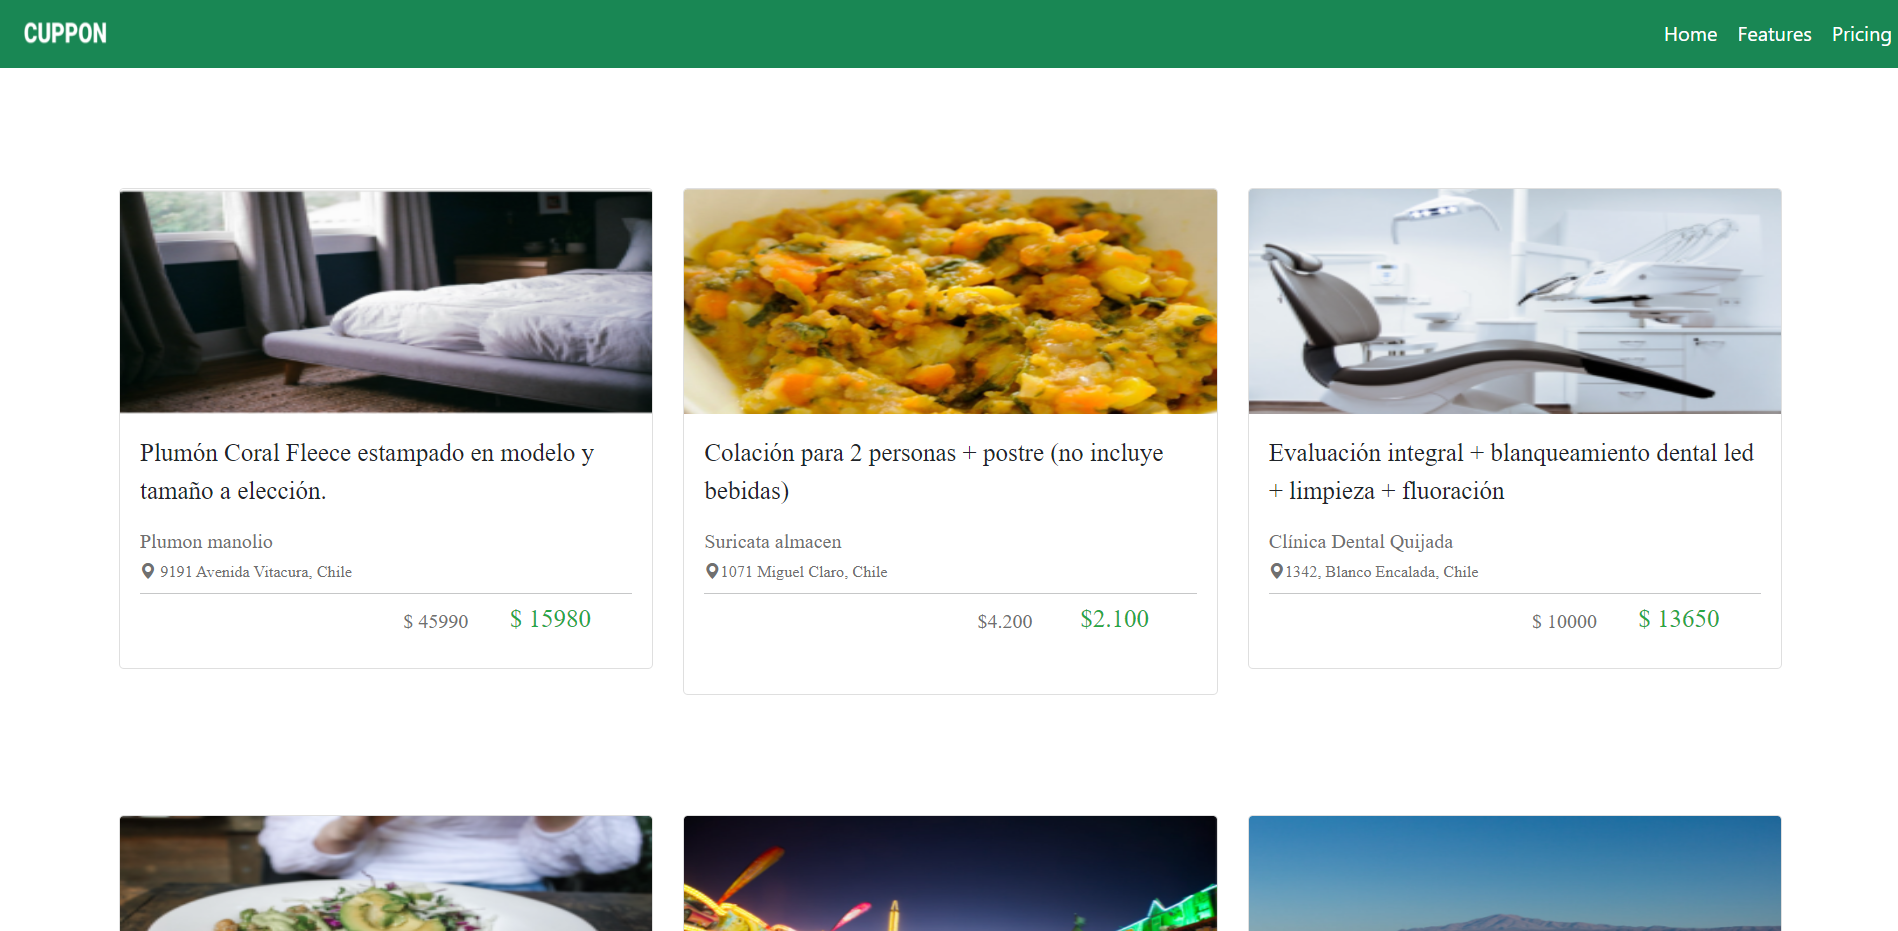 CUPPON
Home Features Pricing
Plumón Coral Fleece estampado en modelo y
tamaño a elección.
Plumon manolio
9191 Avenida Vitacura, Chile
$ 45990 $ 15980
Colación para 2 personas + postre (no incluye
bebidas)
Suricata almacen
1071 Miguel Claro, Chile
$4.200 $2.100
Evaluación integral + blanqueamiento dental led
+ limpieza + fluoración
Clínica Dental Quijada
1342, Blanco Encalada, Chile
$ 10000 $ 13650